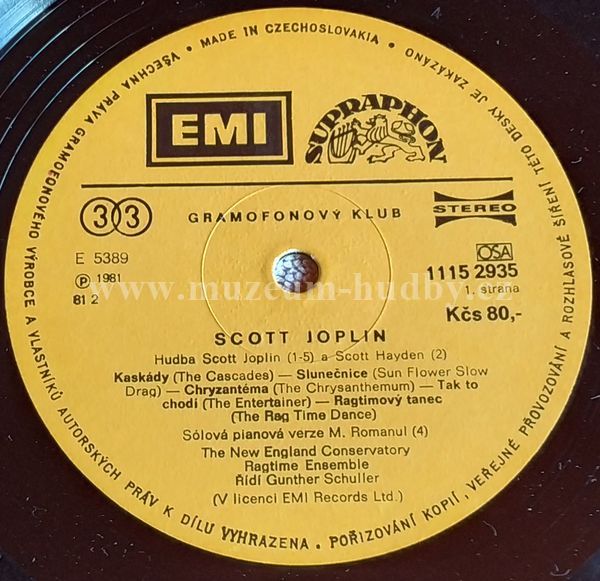 VŠECHNA PRÁVA GRAMOFONOVÉHO VÝROBCE A VLASTNÍKŮ AUTORSKÝCH PRÁV K DÍLU VYHRAZENA • POŘIZOVÁNÍ KOPIÍ, VEŘEJNÉ PROVOZOVÁNÍ A ROZHLASOVÉ ŠÍŘENÍ TÉTO DESKY JE ZAKÁZÁNO • MADE IN CZECHOSLOVAKIA •
EMI SUPRAPHON
33 GRAMOFONOVÝ KLUB STEREO
E 5389 OSA
Ⓟ 1981 1115 2935
81 2 1. strana
www.muzeum-hudby.cz
Kčs 80,-
SCOTT JOPLIN
Hudba Scott Joplin (1-5) a Scott Hayden (2)
Kaskády (The Cascades) — Slunečnice (Sun Flower Slow
Drag) — Chryzantéma (The Chrysanthemum) — Tak to
chodí (The Entertainer) — Ragtimový tanec
(The Rag Time Dance)
Sólová pianová verze M. Romanul (4)
The New England Conservatory
Ragtime Ensemble
Řídí Gunther Schuller
(V licenci EMI Records Ltd.)